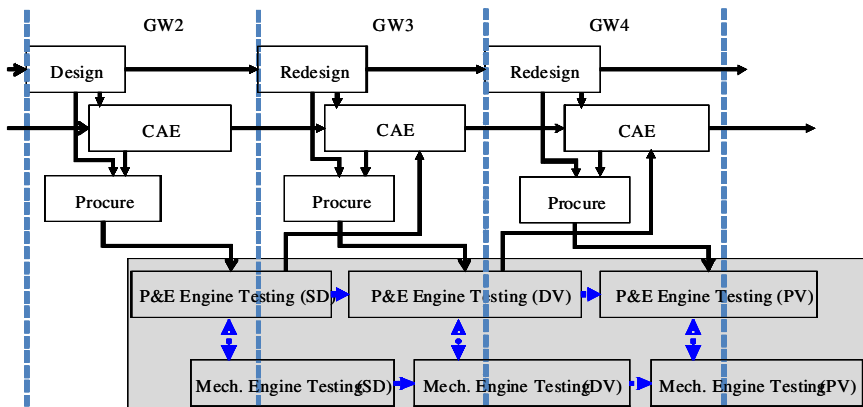 GW2 GW3 GW4
Design Redesign Redesign
CAE CAE CAE
Procure Procure Procure
P&E Engine Testing (SD) P&E Engine Testing (DV) P&E Engine Testing (PV)
Mech. Engine Testing(SD) Mech. Engine Testing(DV) Mech. Engine Testing(PV)